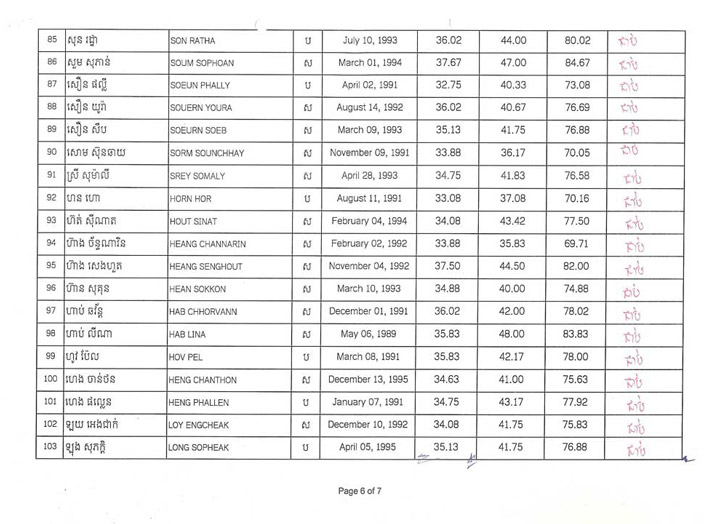 85 សុន រដ្ឋា SON RATHA ប July 10, 1993 36.02 44.00 80.02 ជាប់
86 សួម សុភាន់ SOUM SOPHOAN ស March 01, 1994 37.67 47.00 84.67 ជាប់
87 សឿន ផល្លី SOEUN PHALLY ប April 02, 1991 32.75 40.33 73.08 ជាប់
88 សឿន យូរ៉ា SOUERN YOURA ស August 14, 1992 36.02 40.67 76.69 ជាប់
89 សឿន សឺប SOEURN SOEB ស March 09, 1993 35.13 41.75 76.88 ជាប់
90 សោម ស៊ុនឆាយ SORM SOUNCHHAY ស November 09, 1991 33.88 36.17 70.05 ជាប់
91 ស្រី សុម៉ាលី SREY SOMALY ស April 28, 1993 34.75 41.83 76.58 ជាប់
92 ហន ហោ HORN HOR ប August 11, 1991 33.08 37.08 70.16 ជាប់
93 ហ៊ត់ ស៊ីណាត HOUT SINAT ស February 04, 1994 34.08 43.42 77.50 ជាប់
94 ហ៊ាង ច័ន្ទណារិន HEANG CHANNARIN ស February 02, 1992 33.88 35.83 69.71 ជាប់
95 ហ៊ាង សេងហួត HEANG SENGHOUT ស November 04, 1992 37.50 44.50 82.00 ជាប់
96 ហ៊ាន សុគុន HEAN SOKKON ស March 10, 1993 34.88 40.00 74.88 ជាប់
97 ហាប់ ឆវ័ន្ត HAB CHHORVANN ស December 01, 1991 36.02 42.00 78.02 ជាប់
98 ហាប់ លីណា HAB LINA ស May 06, 1989 35.83 48.00 83.83 ជាប់
99 ហូវ ប៉ែល HOV PEL ប March 08, 1991 35.83 42.17 78.00 ជាប់
100 ហេង ចាន់ថន HENG CHANTHON ស December 13, 1995 34.63 41.00 75.63 ជាប់
101 ហេង ផល្លេន HENG PHALLEN ប January 07, 1991 34.75 43.17 77.92 ជាប់
102 ឡយ អេងជាក់ LOY ENGCHEAK ស December 10, 1992 34.08 41.75 75.83 ជាប់
103 ឡុង សុភក្តិ LONG SOPHEAK ប April 05, 1995 35.13 41.75 76.88 ជាប់
Page 6 of 7